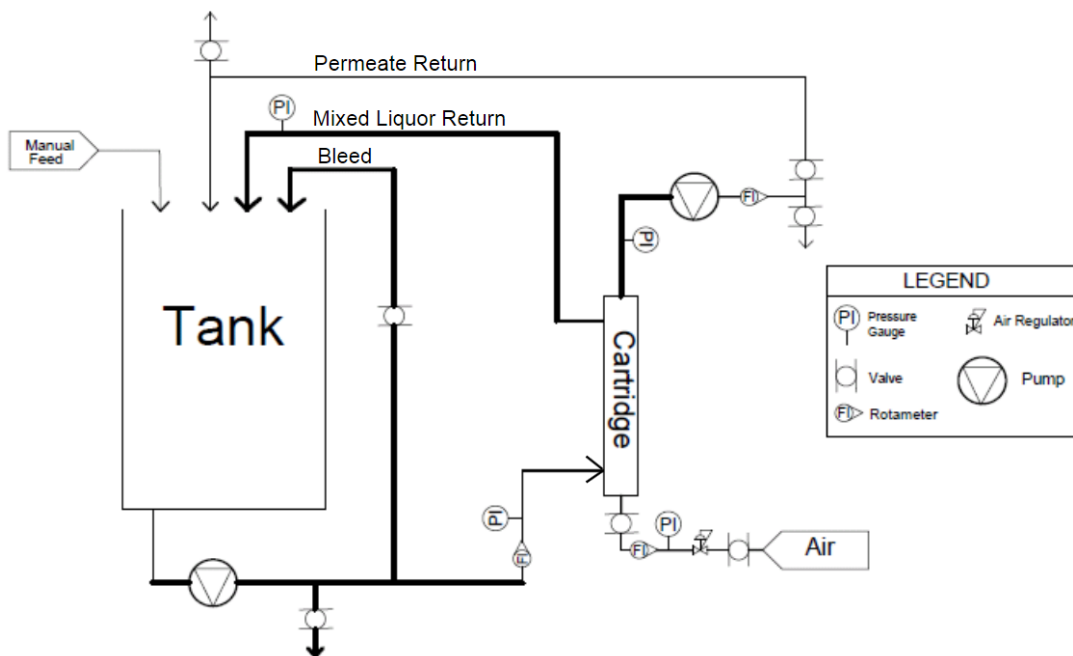 Permeate Return
PI
Mixed Liquor Return
Manual
Feed
Bleed
FI
PI
LEGEND
Tank
PI
Pressure
Gauge
Air Regulator
Cartridge
Valve
Pump
FI
Rotameter
PI
PI
FI
FI
Air